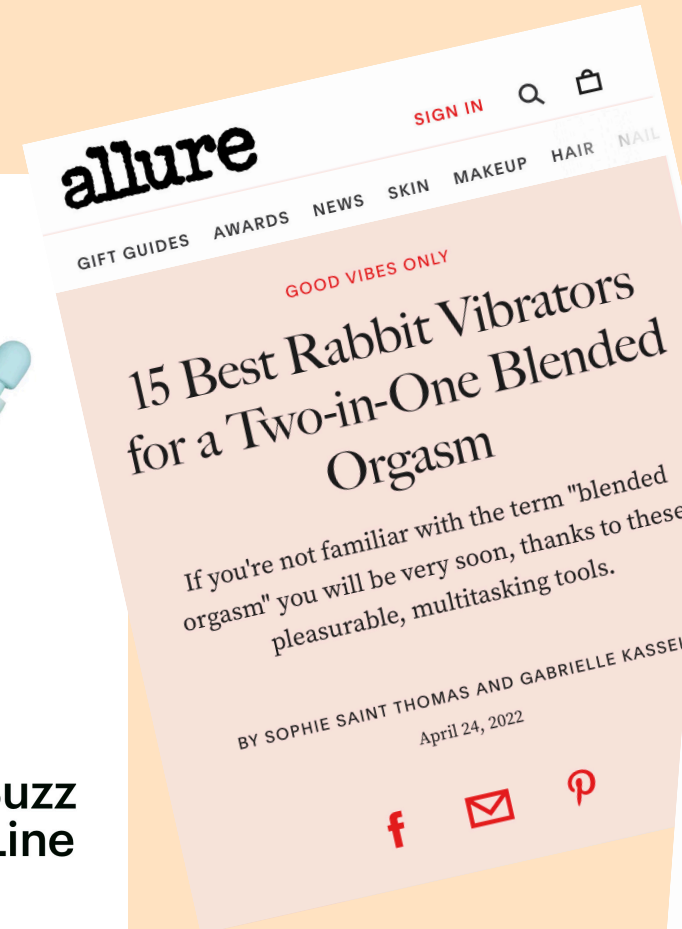 allure
SIGN IN
GIFT GUIDES AWARDS NEWS SKIN MAKEUP HAIR NAIL
GOOD VIBES ONLY
15 Best Rabbit Vibrators
for a Two-in-One Blended
Orgasm
If you're not familiar with the term "blended
orgasm" you will be very soon, thanks to these
pleasurable, multitasking tools.
BY SOPHIE SAINT THOMAS AND GABRIELLE KASSEL
April 24, 2022
uzz
Line